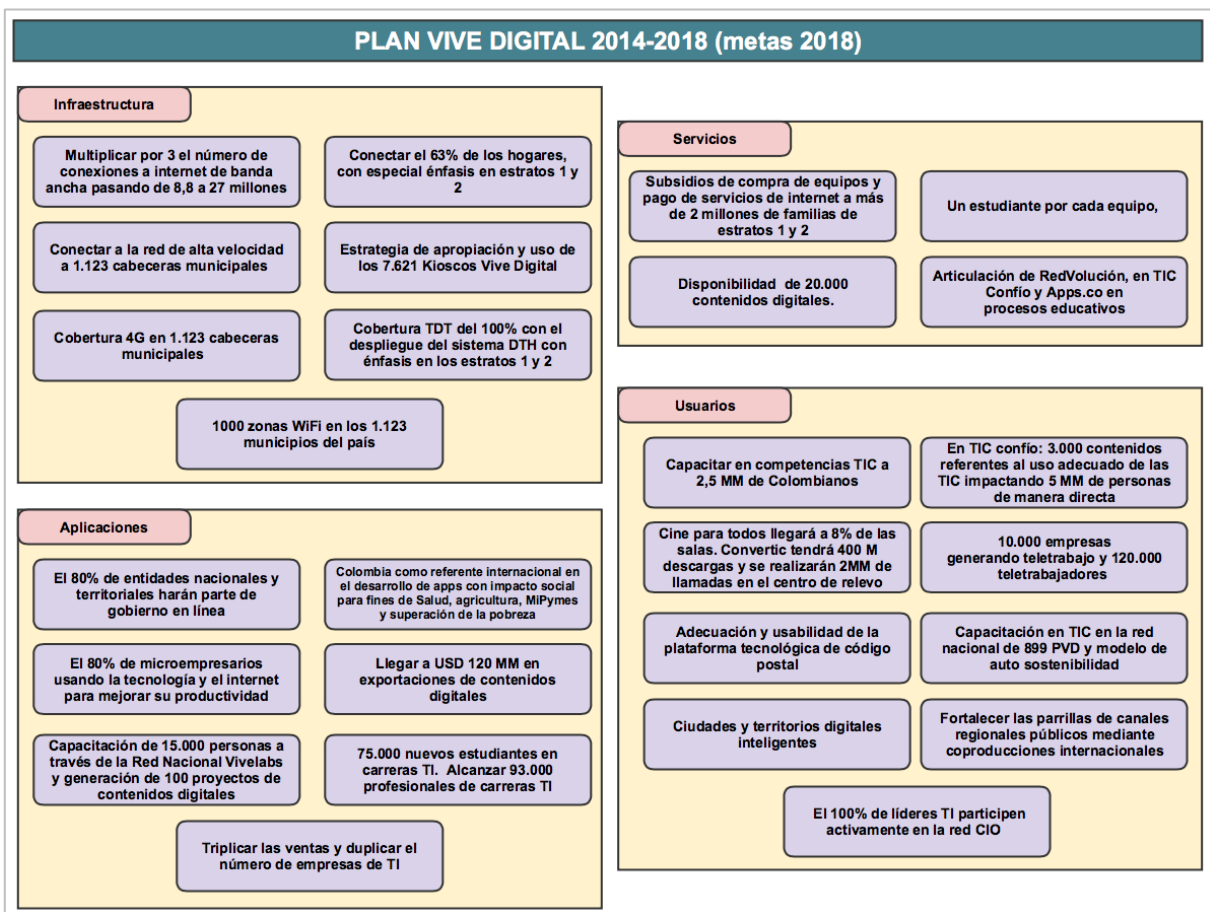 PLAN VIVE DIGITAL 2014-2018 (metas 2018)
Infraestructura
Multiplicar por 3 el número de
conexiones a internet de banda
ancha pasando de 8,8 a 27 millones
Conectar el 63% de los hogares,
con especial énfasis en estratos 1 y
2
Conectar a la red de alta velocidad
a 1.123 cabeceras municipales
Estrategia de apropiación y uso de
los 7.621 Kioscos Vive Digital
Cobertura 4G en 1.123 cabeceras
municipales
Cobertura TDT del 100% con el
despliegue del sistema DTH con
énfasis en los estratos 1 y 2
1000 zonas WiFi en los 1.123
municipios del país
Servicios
Subsidios de compra de equipos y
pago de servicios de internet a más
de 2 millones de familias de
estratos 1 y 2
Un estudiante por cada equipo,
Disponibilidad de 20.000
contenidos digitales.
Articulación de RedVolución, en TIC
Confío y Apps.co en
procesos educativos
Aplicaciones
El 80% de entidades nacionales y
territoriales harán parte de
gobierno en línea
Colombia como referente internacional en
el desarrollo de apps con impacto social
para fines de Salud, agricultura, MiPymes
y superación de la pobreza
El 80% de microempresarios
usando la tecnología y el internet
para mejorar su productividad
Llegar a USD 120 MM en
exportaciones de contenidos
digitales
Capacitación de 15.000 personas a
través de la Red Nacional Vivelabs
y generación de 100 proyectos de
contenidos digitales
75.000 nuevos estudiantes en
carreras TI. Alcanzar 93.000
profesionales de carreras TI
Triplicar las ventas y duplicar el
número de empresas de TI
Usuarios
Capacitar en competencias TIC a
2,5 MM de Colombianos
En TIC confío: 3.000 contenidos
referentes al uso adecuado de las
TIC impactando 5 MM de personas
de manera directa
Cine para todos llegará a 8% de las
salas. Convertic tendrá 400 M
descargas y se realizarán 2MM de
llamadas en el centro de relevo
10.000 empresas
generando teletrabajo y 120.000
teletrabajadores
Adecuación y usabilidad de la
plataforma tecnológica de código
postal
Capacitación en TIC en la red
nacional de 899 PVD y modelo de
auto sostenibilidad
Ciudades y territorios digitales
inteligentes
Fortalecer las parrillas de canales
regionales públicos mediante
coproducciones internacionales
El 100% de líderes TI participen
activamente en la red CIO